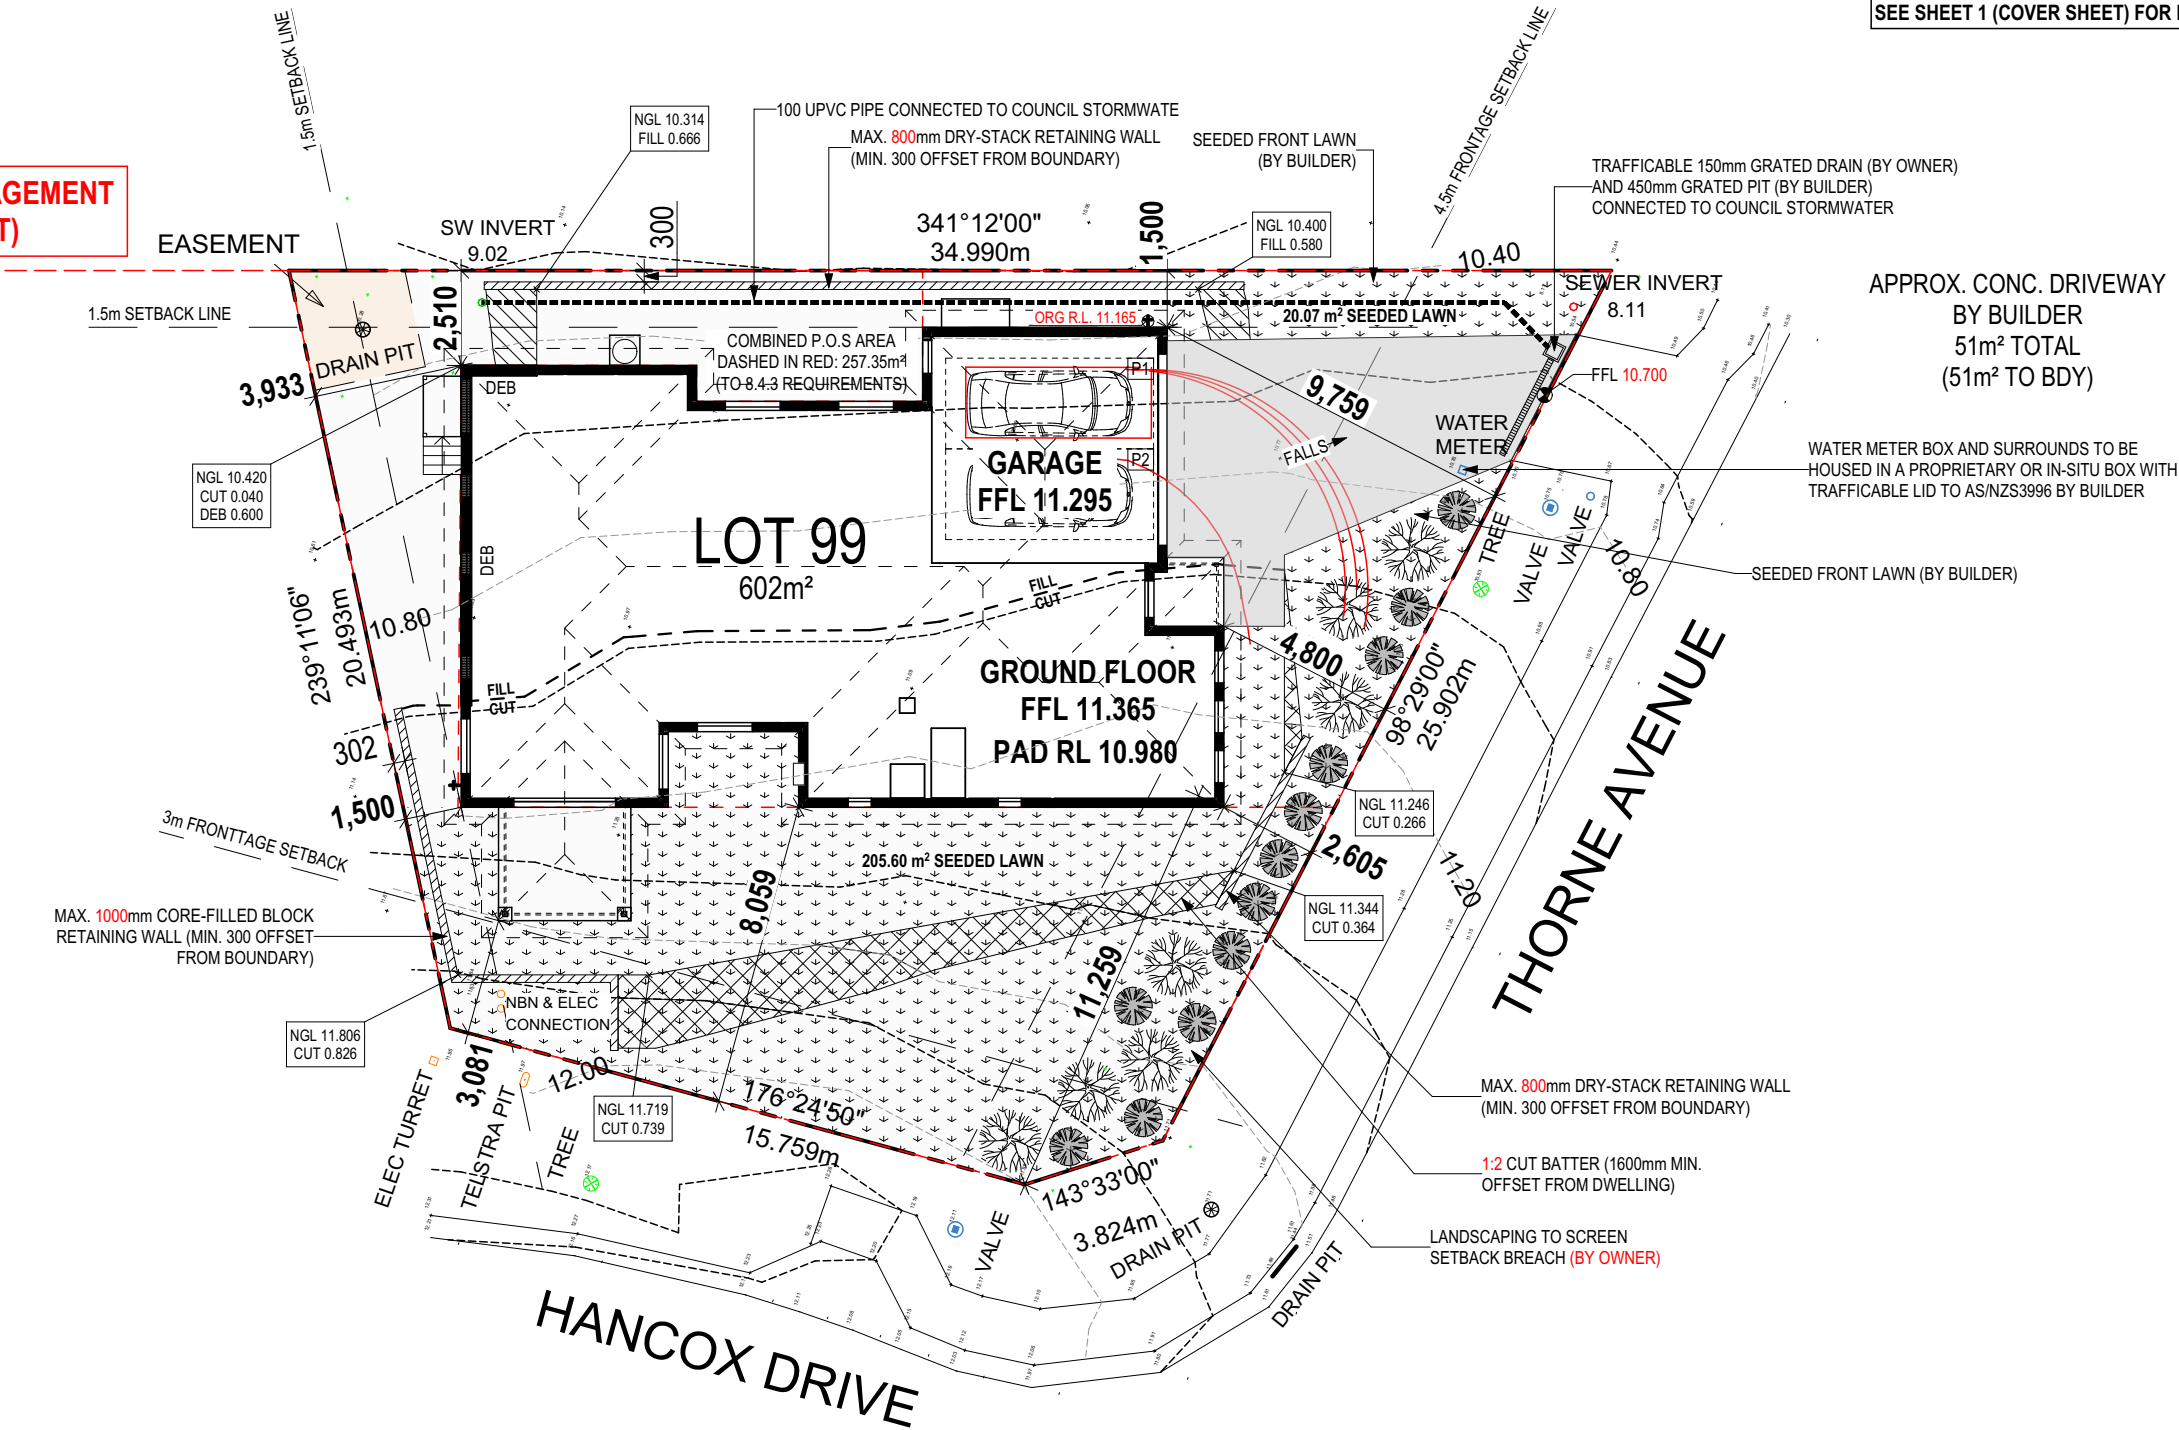 SEE SHEET 1 (COVER SHEET) FOR
AGEMENT
T)
1.5m SETBACK LINE
NGL 10.314
FILL 0.666
100 UPVC PIPE CONNECTED TO COUNCIL STORMWATE
MAX. 800mm DRY-STACK RETAINING WALL
(MIN. 300 OFFSET FROM BOUNDARY)
SEEDED FRONT LAWN
(BY BUILDER)
4.5m FRONTAGE SETBACK LINE
TRAFFICABLE 150mm GRATED DRAIN (BY OWNER)
AND 450mm GRATED PIT (BY BUILDER)
CONNECTED TO COUNCIL STORMWATER
EASEMENT
SW INVERT
9.02
300
341°12'00"
34.990m
1,500
NGL 10.400
FILL 0.580
10.40
SEWER INVERT
8.11
APPROX. CONC. DRIVEWAY
BY BUILDER
51m² TOTAL
(51m² TO BDY)
1.5m SETBACK LINE
2,510
ORG R.L. 11.165
20.07 m² SEEDED LAWN
COMBINED P.O.S AREA
DASHED IN RED: 257.35m²
(TO 8.4.3 REQUIREMENTS)
DRAIN PIT
3,933
DEB
P1
9,759
FFL 10.700
WATER
METER
FALLS
WATER METER BOX AND SURROUNDS TO BE
HOUSED IN A PROPRIETARY OR IN-SITU BOX WITH
TRAFFICABLE LID TO AS/NZS3996 BY BUILDER
NGL 10.420
CUT 0.040
DEB 0.600
GARAGE
FFL 11.295
P2
LOT 99
602m²
DEB
TREE
VALVE
VALVE
10.80
SEEDED FRONT LAWN (BY BUILDER)
FILL
CUT
239°11'06"
20.493m
10.80
4,800
GROUND FLOOR
FFL 11.365
PAD RL 10.980
98°29'00"
25.902m
THORNE AVENUE
FILL
CUT
302
1,500
3m FRONTTAGE SETBACK
NGL 11.246
CUT 0.266
2,605
11.20
205.60 m² SEEDED LAWN
8,059
MAX. 1000mm CORE-FILLED BLOCK
RETAINING WALL (MIN. 300 OFFSET
FROM BOUNDARY)
NGL 11.344
CUT 0.364
11,259
NBN & ELEC
CONNECTION
NGL 11.806
CUT 0.826
3,081
12.00
ELEC TURRET
TELSTRA PIT
TREE
NGL 11.719
CUT 0.739
176°24'50"
15.759m
MAX. 800mm DRY-STACK RETAINING WALL
(MIN. 300 OFFSET FROM BOUNDARY)
1:2 CUT BATTER (1600mm MIN.
OFFSET FROM DWELLING)
143°33'00"
3.824m
DRAIN PIT
VALVE
LANDSCAPING TO SCREEN
SETBACK BREACH (BY OWNER)
DRAIN PIT
HANCOX DRIVE